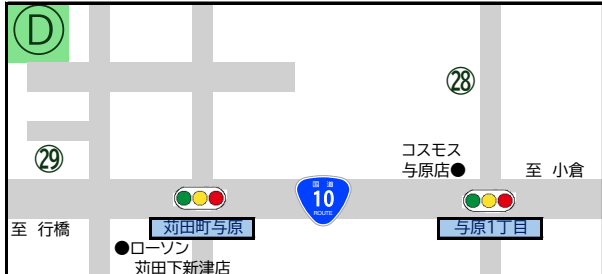 Ⓓ
㉘
㉙
コスモス
与原店●
至 小倉
国道
10
ROUTE
至 行橋
苅田町与原
与原1丁目
●ローソン
苅田下新津店